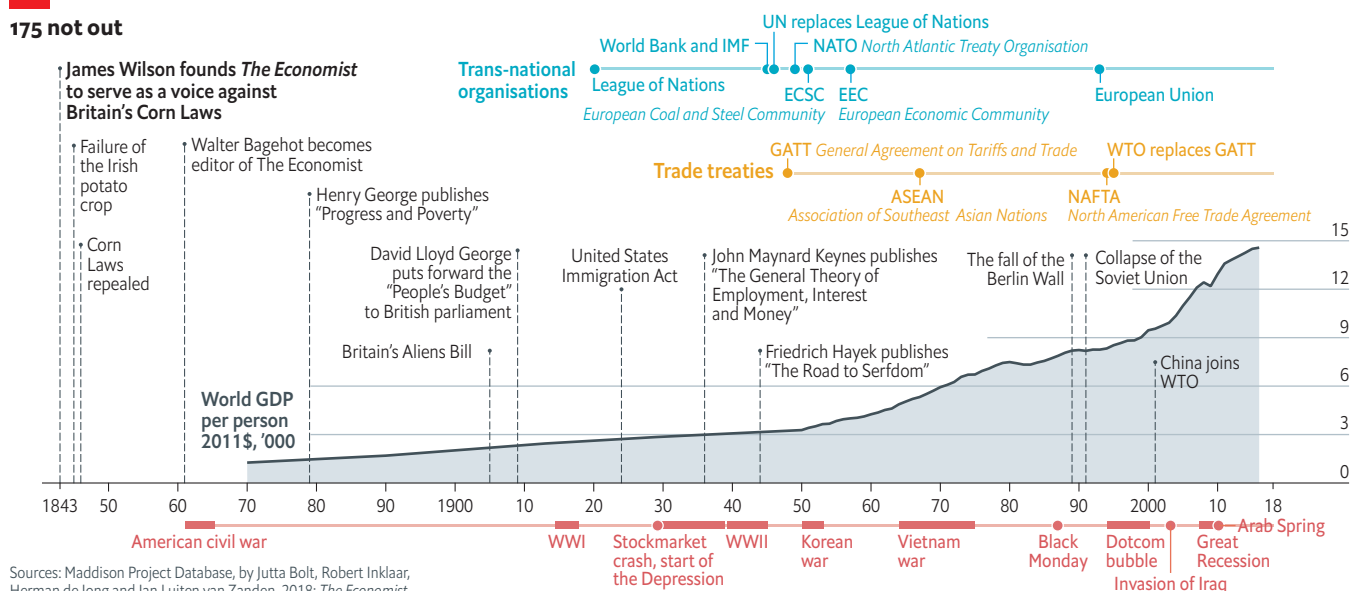 175 not out
James Wilson founds The Economist
to serve as a voice against
Britain's Corn Laws
Failure of
the Irish
potato
crop
Corn
Laws
repealed
Walter Bagehot becomes
editor of The Economist
Henry George publishes
"Progress and Poverty"
David Lloyd George
puts forward the
"People's Budget"
to British parliament
Britain's Aliens Bill
United States
Immigration Act
John Maynard Keynes publishes
"The General Theory of
Employment, Interest
and Money"
Friedrich Hayek publishes
"The Road to Serfdom"
The fall of the
Berlin Wall
Collapse of the
Soviet Union
China joins
WTO
Trans-national
organisations
UN replaces League of Nations
World Bank and IMF
NATO North Atlantic Treaty Organisation
League of Nations
ECSC
European Coal and Steel Community
EEC
European Economic Community
European Union
Trade treaties
GATT General Agreement on Tariffs and Trade
WTO replaces GATT
ASEAN
Association of Southeast Asian Nations
NAFTA
North American Free Trade Agreement
World GDP
per person
2011$, '000
15
12
9
6
3
0
1843 50 60 70 80 90 1900 10 20 30 40 50 60 70 80 90 2000 10 18
American civil war
WWI
Stockmarket
crash, start of
the Depression
WWII
Korean
war
Vietnam
war
Black
Monday
Dotcom
bubble
Invasion of Iraq
Great
Recession
Arab Spring
Sources: Maddison Project Database, by Jutta Bolt, Robert Inklaar,
Herman de Jong and Jan Luiten van Zanden, 2018; The Economist